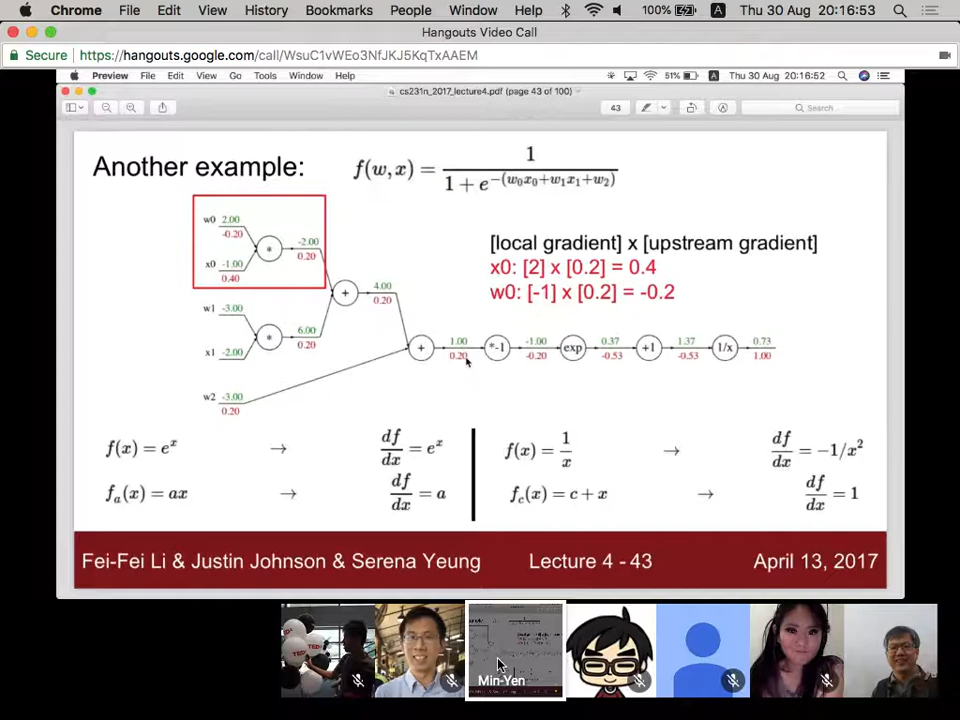 Chrome File Edit View History Bookmarks People Window Help 100% A Thu 30 Aug 20:16:53
Hangouts Video Call
Secure https://hangouts.google.com/call/WsuC1vWEo3NfJKJ5KqTxAAEM
Preview File Edit View Go Tools Window Help 51% A Thu 30 Aug 20:16:52
cs231n_2017_lecture4.pdf (page 43 of 100)
43 Search
Another example: f(w, x) = 1 / (1 + e^−(w0x0+w1x1+w2))
w0 2.00
-0.20
* -2.00
0.20
x0 -1.00
0.40
[local gradient] x [upstream gradient]
x0: [2] x [0.2] = 0.4
w0: [-1] x [0.2] = -0.2
+ 4.00
0.20
w1 -3.00
* 6.00
0.20
x1 -2.00
+ 1.00 *-1 -1.00 exp 0.37 +1 1.37 1/x 0.73
0.20 -0.20 -0.53 -0.53 1.00
w2 -3.00
0.20
f(x) = e^x → df/dx = e^x
f(x) = 1/x → df/dx = −1/x²
fa(x) = ax → df/dx = a
fc(x) = c + x → df/dx = 1
Fei-Fei Li & Justin Johnson & Serena Yeung Lecture 4 - 43 April 13, 2017
TEDx
TEDx
Min-Yen